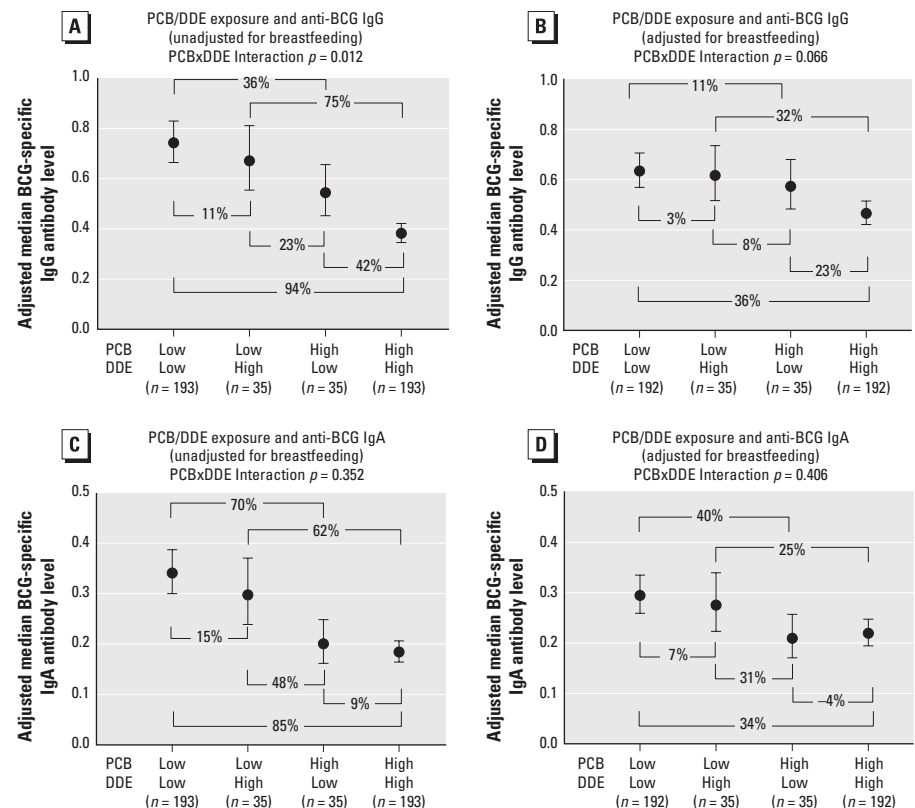 A
PCB/DDE exposure and anti-BCG IgG
(unadjusted for breastfeeding)
PCBxDDE Interaction p = 0.012
Adjusted median BCG-specific
IgG antibody level
1.0
0.8
0.6
0.4
0.2
0.0
36%
75%
11%
23%
42%
94%
PCB Low Low High High
DDE Low High Low High
(n = 193) (n = 35) (n = 35) (n = 193)
B
PCB/DDE exposure and anti-BCG IgG
(adjusted for breastfeeding)
PCBxDDE Interaction p = 0.066
Adjusted median BCG-specific
IgG antibody level
1.0
0.8
0.6
0.4
0.2
0.0
11%
32%
3%
8%
23%
36%
PCB Low Low High High
DDE Low High Low High
(n = 192) (n = 35) (n = 35) (n = 192)
C
PCB/DDE exposure and anti-BCG IgA
(unadjusted for breastfeeding)
PCBxDDE Interaction p = 0.352
Adjusted median BCG-specific
IgA antibody level
0.5
0.4
0.3
0.2
0.1
0.0
70%
62%
15%
48%
9%
85%
PCB Low Low High High
DDE Low High Low High
(n = 193) (n = 35) (n = 35) (n = 193)
D
PCB/DDE exposure and anti-BCG IgA
(adjusted for breastfeeding)
PCBxDDE Interaction p = 0.406
Adjusted median BCG-specific
IgA antibody level
0.5
0.4
0.3
0.2
0.1
0.0
40%
25%
7%
31%
–4%
34%
PCB Low Low High High
DDE Low High Low High
(n = 192) (n = 35) (n = 35) (n = 192)